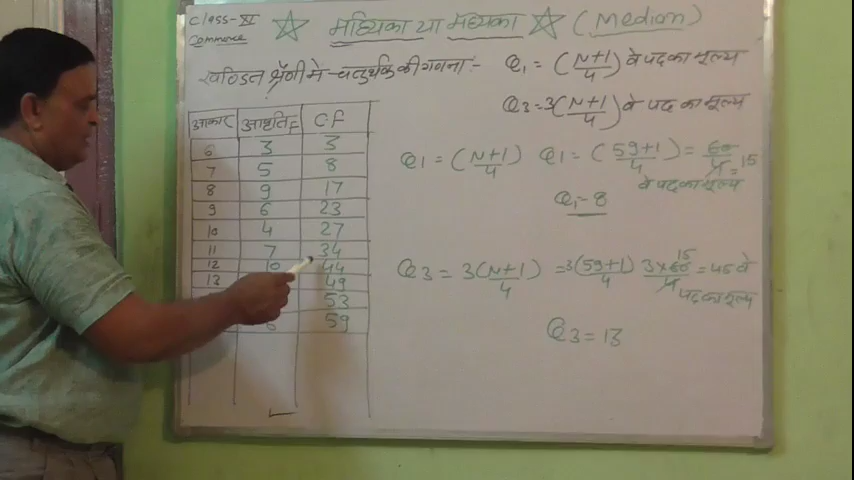 Class-XI
Commerce
मध्यिका या मध्यका (Median)
खण्डित श्रेणी में चतुर्थक की गणना :- Q1 = (N+1/4) वे पद का मूल्य
Q3 = 3(N+1/4) वे पद का मूल्य
आकार आवृति F C.F
6 3 3
7 5 8
8 9 17
9 6 23
10 4 27
11 7 34
12 10 44
13 49
53
6 59
Q1 = (N+1/4) Q1 = (59+1/4) = 60/4 = 15
वे पद का मूल्य
Q1 = 8
Q3 = 3(N+1)/4 = 3(59+1)/4 3×60/4 15 = 45 वे
पद का मूल्य
Q3 = 13